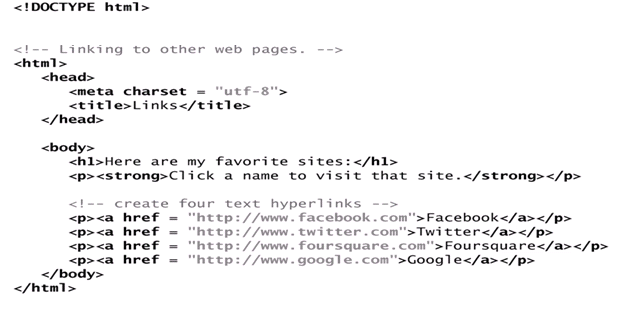 <!DOCTYPE html>
<!-- Linking to other web pages. -->
<html>
<head>
<meta charset = "utf-8">
<title>Links</title>
</head>
<body>
<h1>Here are my favorite sites:</h1>
<p><strong>Click a name to visit that site.</strong></p>
<!-- create four text hyperlinks -->
<p><a href = "http://www.facebook.com">Facebook</a></p>
<p><a href = "http://www.twitter.com">Twitter</a></p>
<p><a href = "http://www.foursquare.com">Foursquare</a></p>
<p><a href = "http://www.google.com">Google</a></p>
</body>
</html>